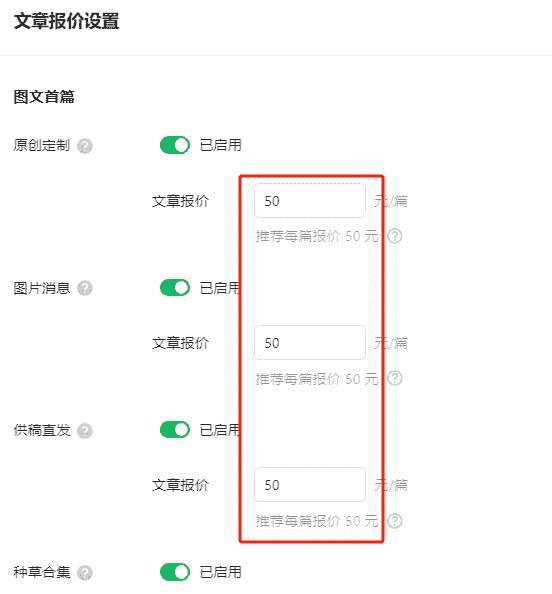 文章报价设置
图文首篇
原创定制 ? 已启用
文章报价 50 元/篇
推荐每篇报价 50 元 ?
图片消息 ? 已启用
文章报价 50 元/篇
推荐每篇报价 50 元 ?
供稿直发 ? 已启用
文章报价 50 元/篇
推荐每篇报价 50 元 ?
种草合集 ? 已启用